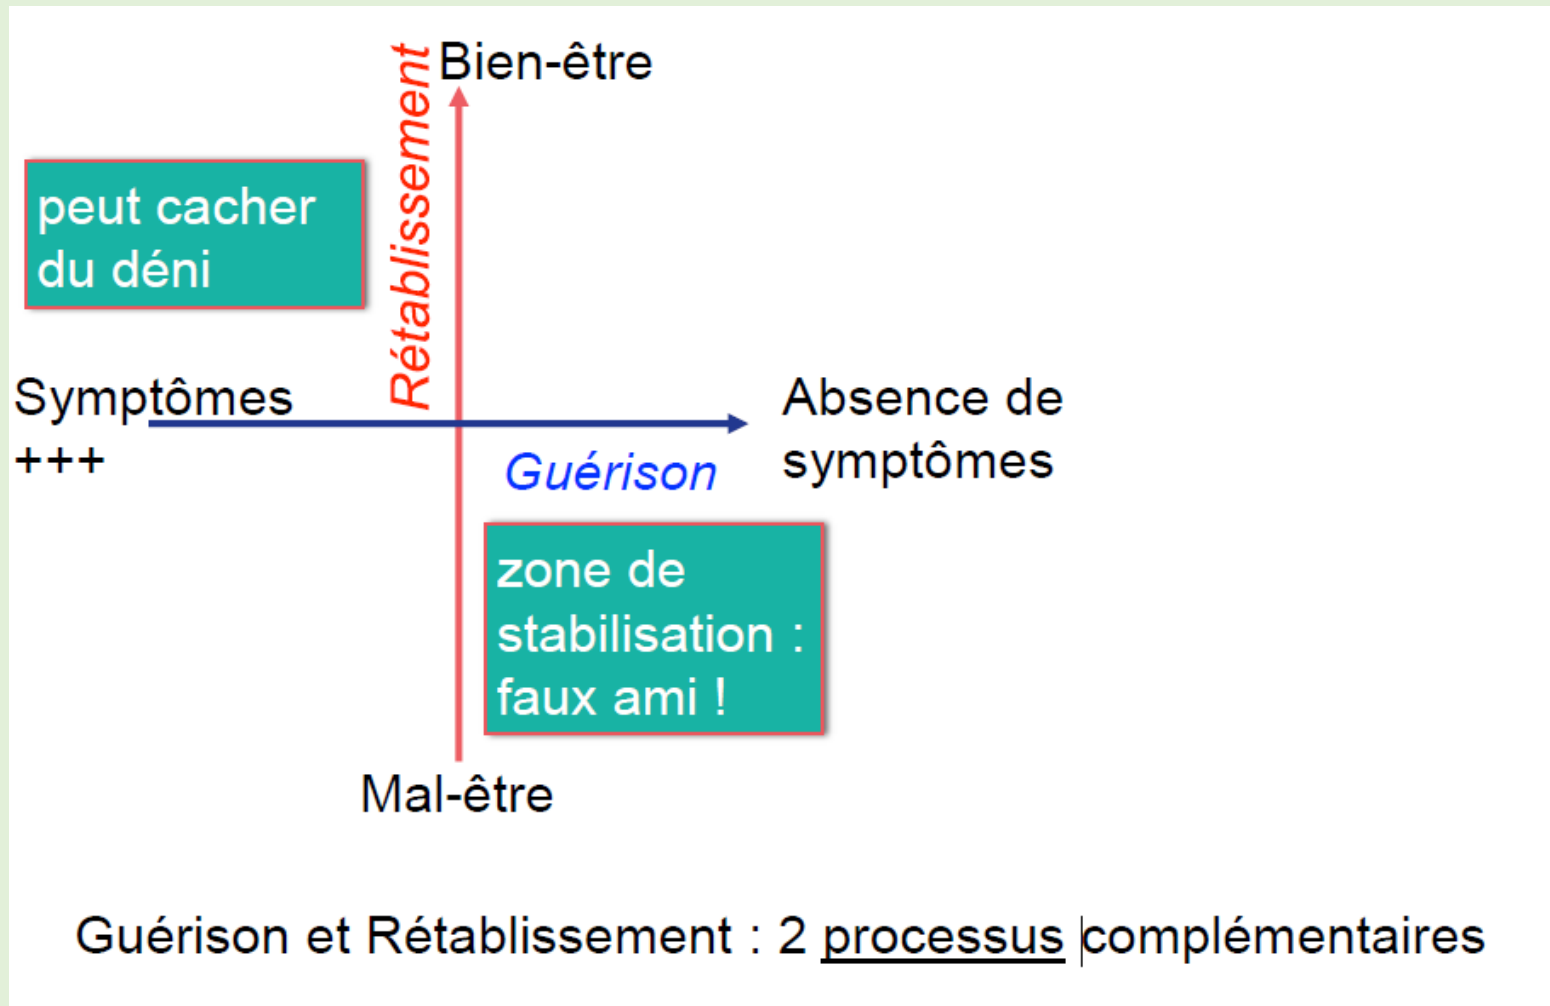 Bien-être
Rétablissement
peut cacher
du déni
Symptômes
+++
Absence de
symptômes
Guérison
zone de
stabilisation :
faux ami !
Mal-être
Guérison et Rétablissement : 2 processus complémentaires